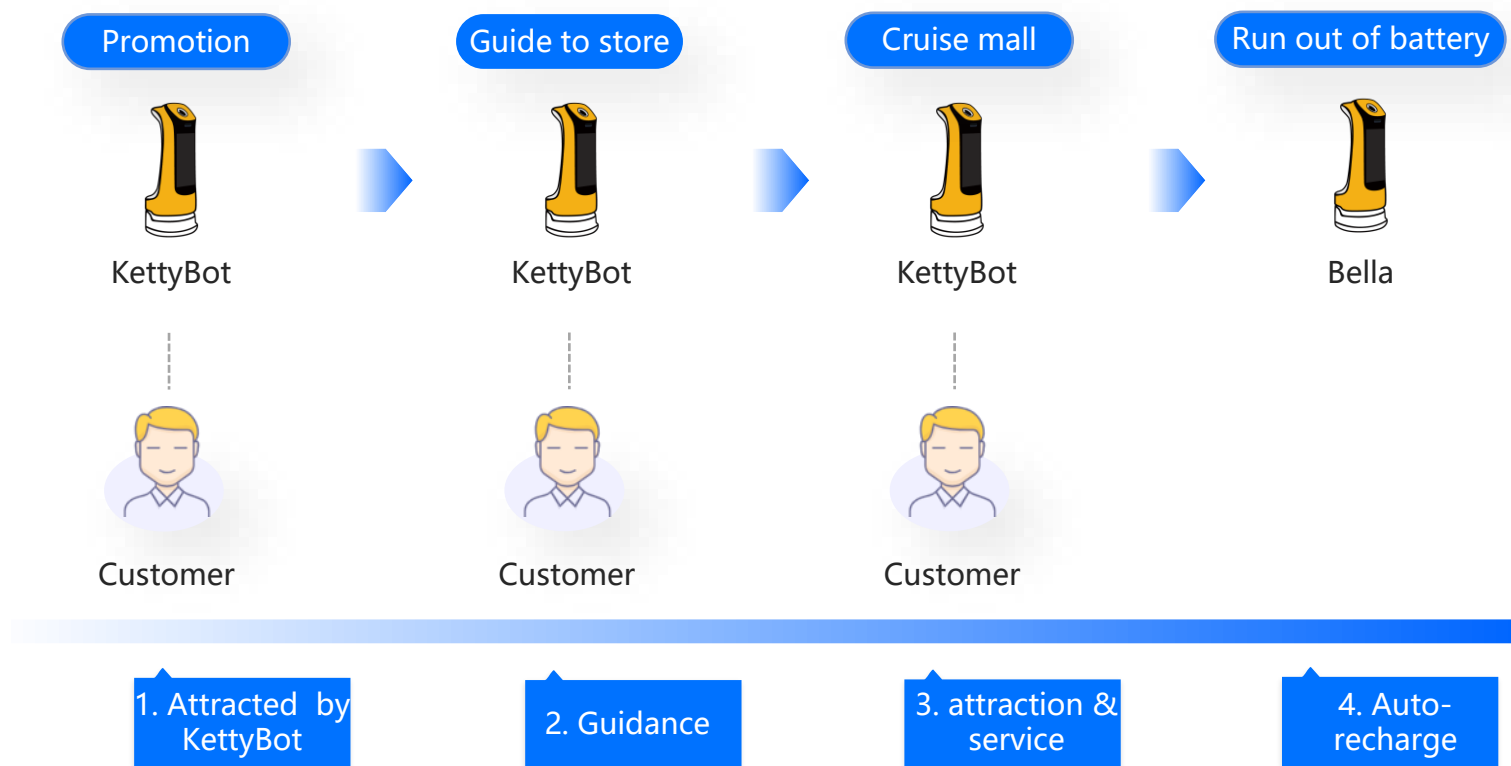 Promotion
Guide to store
Cruise mall
Run out of battery
KettyBot
KettyBot
KettyBot
Bella
Customer
Customer
Customer
1. Attracted by
KettyBot
2. Guidance
3. attraction &
service
4. Auto-
recharge